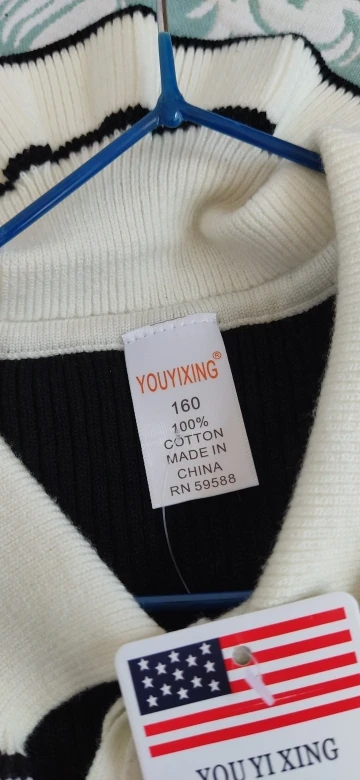 YOUYIXING®
160
100%
COTTON
MADE IN
CHINA
RN 59588
YOU YI XING